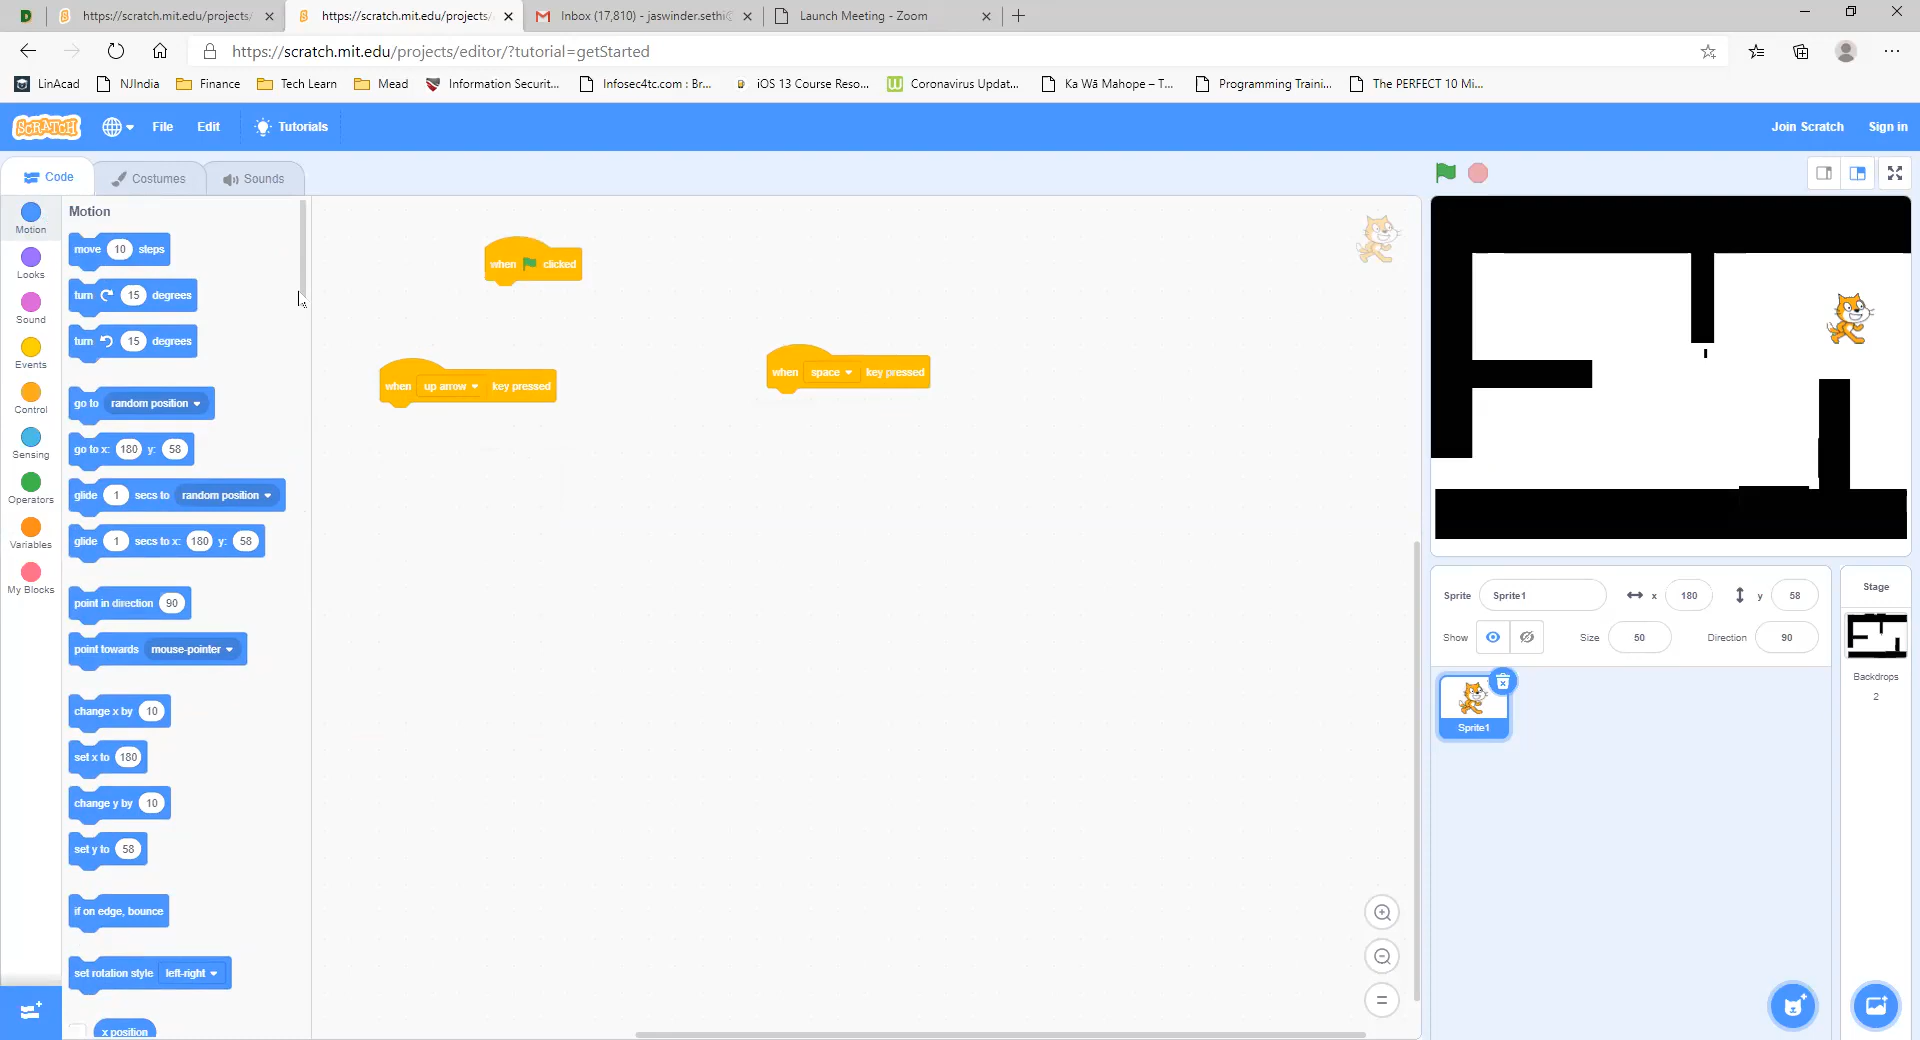 https://scratch.mit.edu/projects/
https://scratch.mit.edu/projects/
Inbox (17,810) - jaswinder.sethi
Launch Meeting - Zoom
https://scratch.mit.edu/projects/editor/?tutorial=getStarted
LinAcad
NJIndia
Finance
Tech Learn
Mead
Information Securit...
Infosec4tc.com : Br...
iOS 13 Course Reso...
Coronavirus Updat...
Ka Wā Mahope – T...
Programming Traini...
The PERFECT 10 Mi...
SCRATCH
File
Edit
Tutorials
Join Scratch
Sign in
Code
Costumes
Sounds
Motion
Looks
Sound
Events
Control
Sensing
Operators
Variables
My Blocks
Motion
move 10 steps
turn 15 degrees
turn 15 degrees
go to random position
go to x: 180 y: 58
glide 1 secs to random position
glide 1 secs to x: 180 y: 58
point in direction 90
point towards mouse-pointer
change x by 10
set x to 180
change y by 10
set y to 58
if on edge, bounce
set rotation style left-right
x position
when clicked
when up arrow key pressed
when space key pressed
Sprite Sprite1 x 180 y 58
Show Size 50 Direction 90
Sprite1
Stage
Backdrops
2